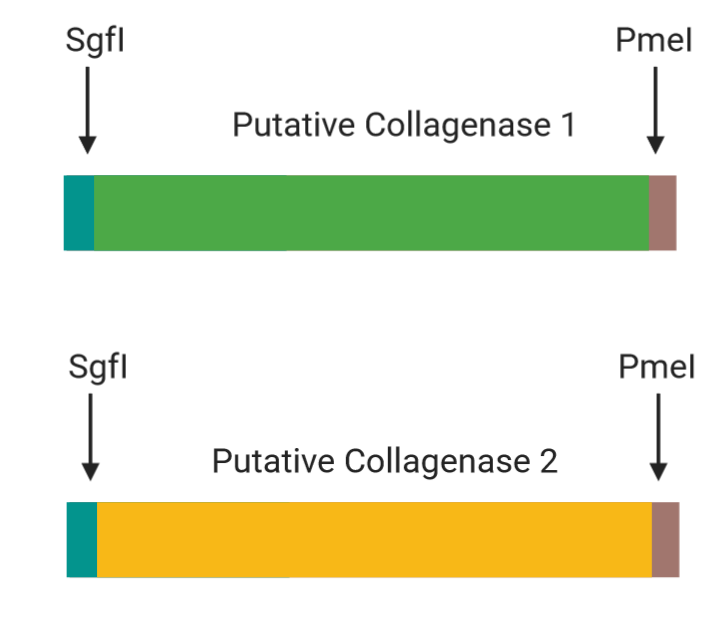 SgfI PmeI
Putative Collagenase 1
SgfI PmeI
Putative Collagenase 2